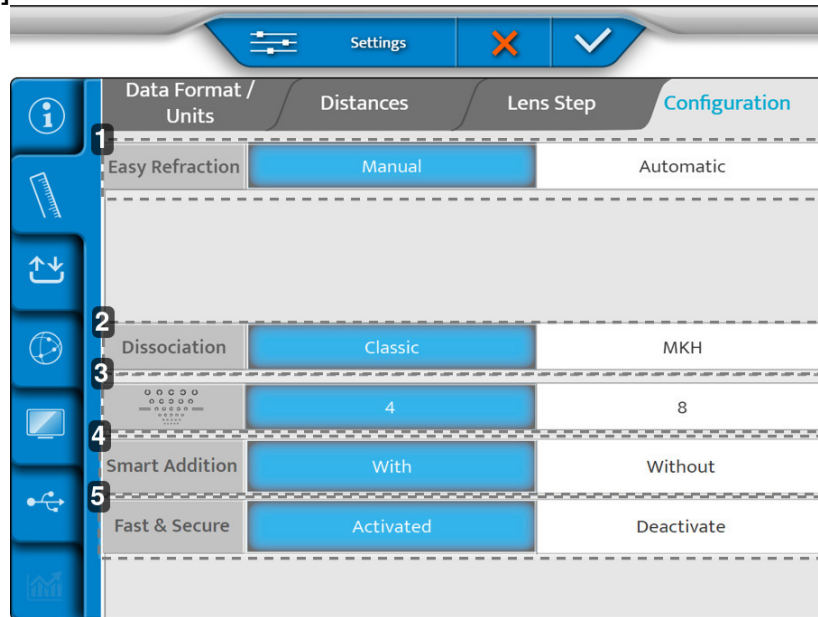 ]
Settings
Data Format /
Units
Distances
Lens Step
Configuration
1
Easy Refraction
Manual
Automatic
2
Dissociation
Classic
MKH
3
4
8
4
Smart Addition
With
Without
5
Fast & Secure
Activated
Deactivate